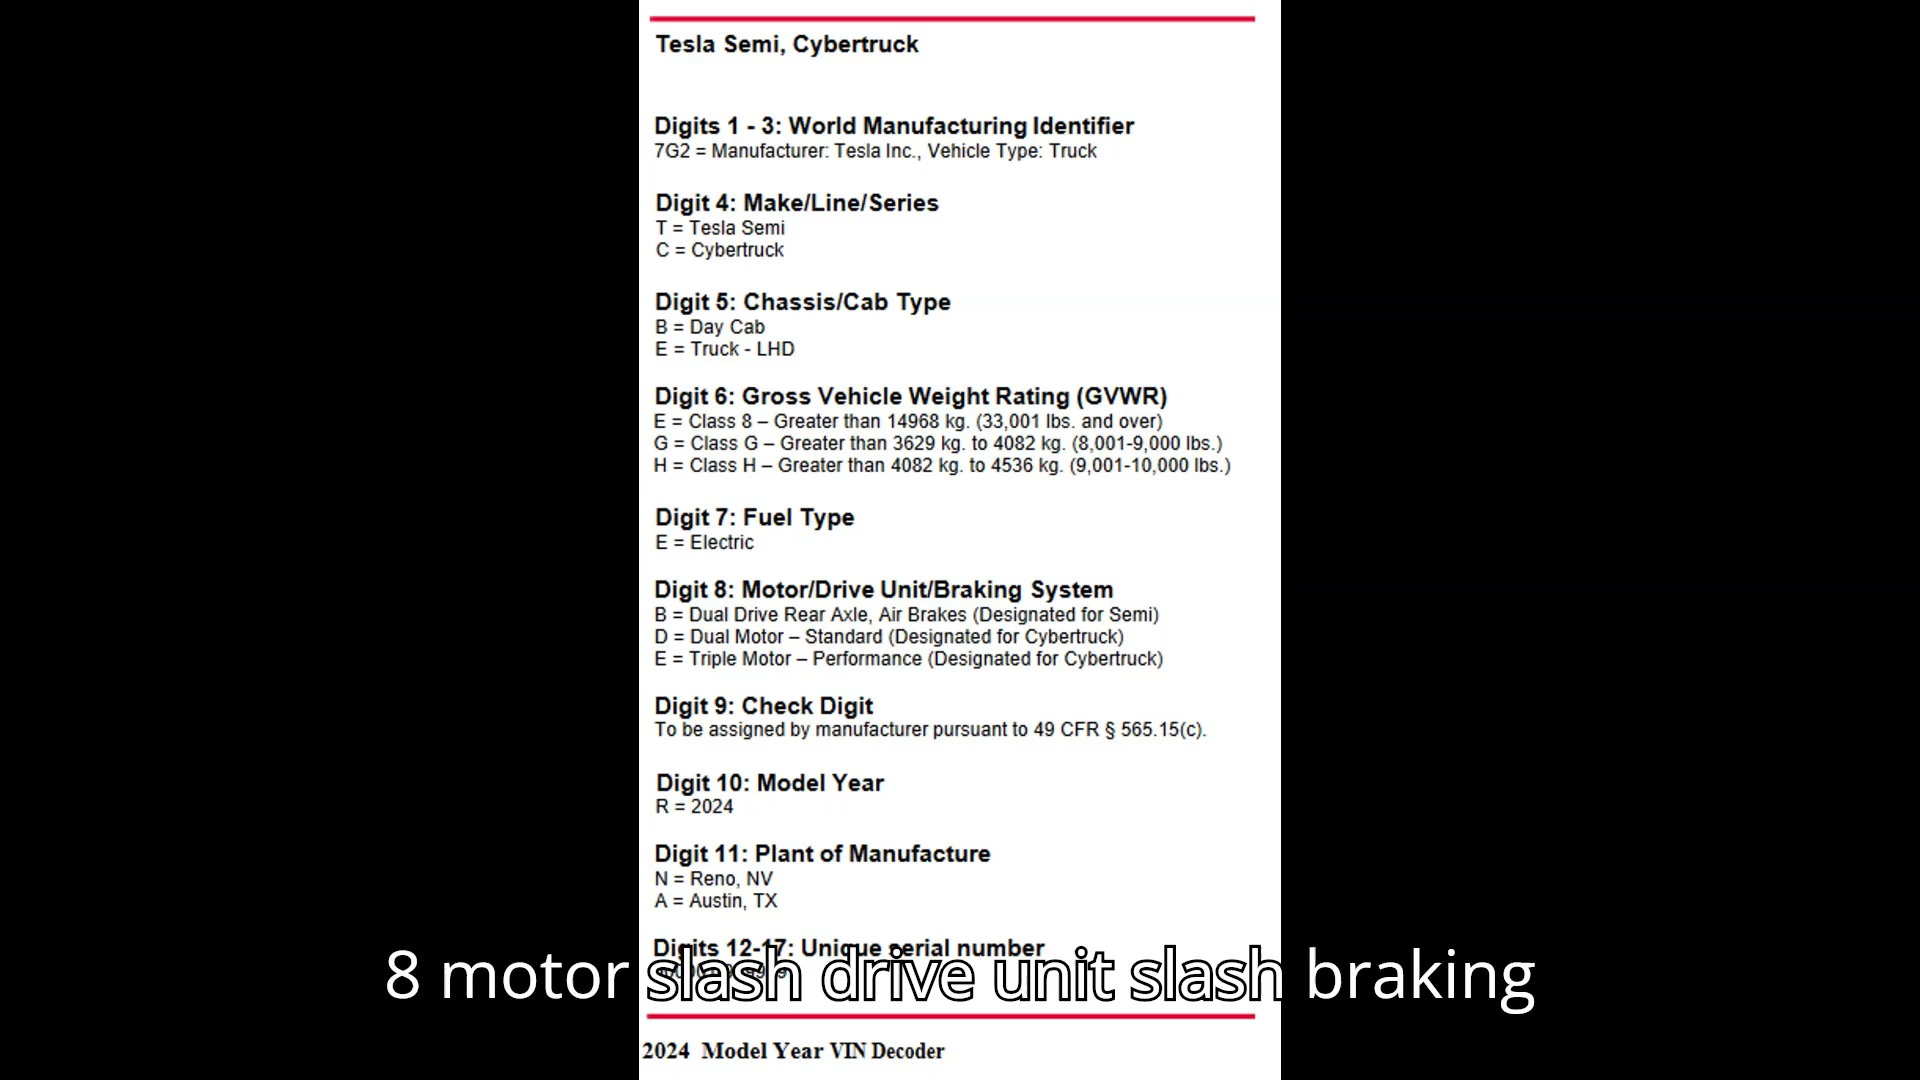 Tesla Semi, Cybertruck
Digits 1 - 3: World Manufacturing Identifier
7G2 = Manufacturer: Tesla Inc., Vehicle Type: Truck
Digit 4: Make/Line/Series
T = Tesla Semi
C = Cybertruck
Digit 5: Chassis/Cab Type
B = Day Cab
E = Truck - LHD
Digit 6: Gross Vehicle Weight Rating (GVWR)
E = Class 8 – Greater than 14968 kg. (33,001 lbs. and over)
G = Class G – Greater than 3629 kg. to 4082 kg. (8,001-9,000 lbs.)
H = Class H – Greater than 4082 kg. to 4536 kg. (9,001-10,000 lbs.)
Digit 7: Fuel Type
E = Electric
Digit 8: Motor/Drive Unit/Braking System
B = Dual Drive Rear Axle, Air Brakes (Designated for Semi)
D = Dual Motor – Standard (Designated for Cybertruck)
E = Triple Motor – Performance (Designated for Cybertruck)
Digit 9: Check Digit
To be assigned by manufacturer pursuant to 49 CFR § 565.15(c).
Digit 10: Model Year
R = 2024
Digit 11: Plant of Manufacture
N = Reno, NV
A = Austin, TX
Digits 12-17: Unique serial number
8 motor slash drive unit slash braking
2024 Model Year VIN Decoder